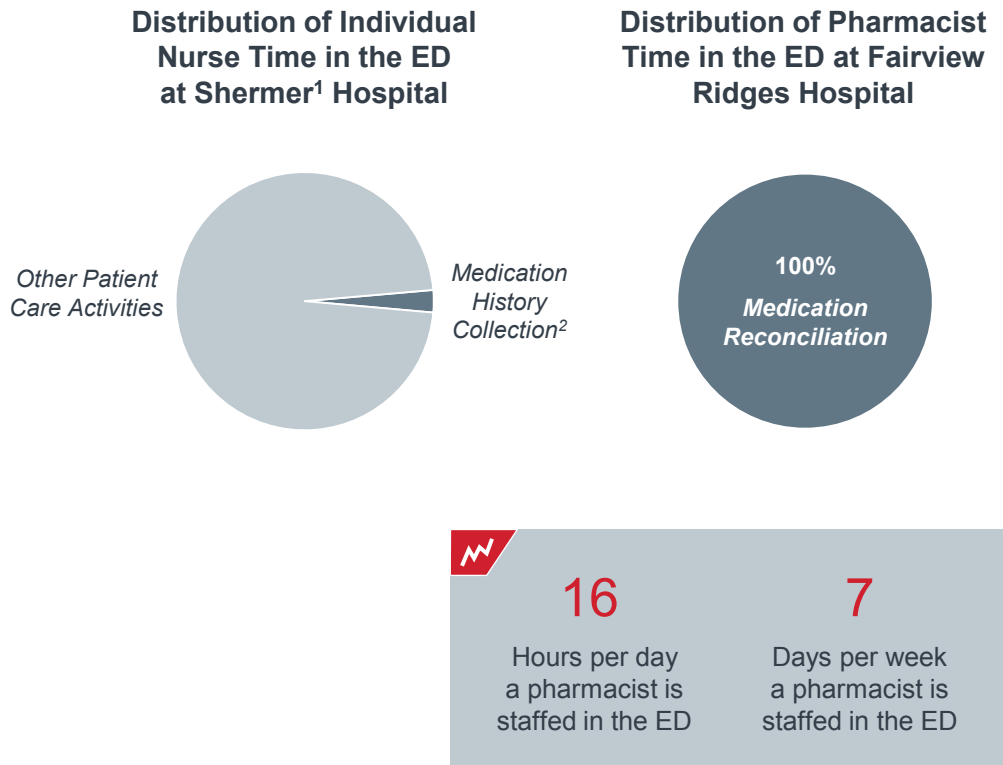 Distribution of Individual
Nurse Time in the ED
at Shermer¹ Hospital
Distribution of Pharmacist
Time in the ED at Fairview
Ridges Hospital
Other Patient
Care Activities
Medication
History
Collection²
100%
Medication
Reconciliation
16
Hours per day
a pharmacist is
staffed in the ED
7
Days per week
a pharmacist is
staffed in the ED